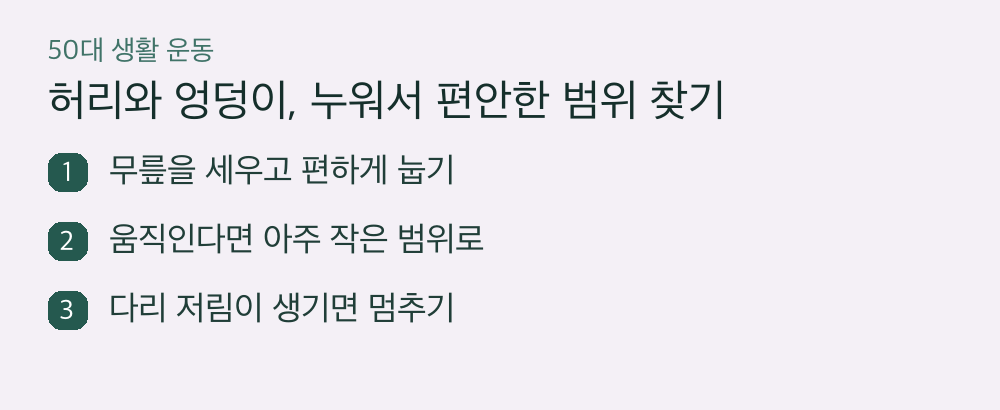 50대 생활 운동
허리와 엉덩이, 누워서 편안한 범위 찾기
1 무릎을 세우고 편하게 눕기
2 움직인다면 아주 작은 범위로
3 다리 저림이 생기면 멈추기